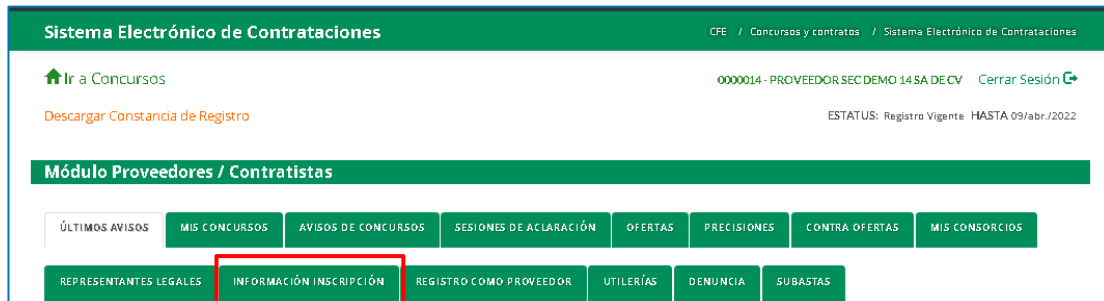 Sistema Electrónico de Contrataciones
CFE / Concursos y contratos / Sistema Electrónico de Contrataciones
Ir a Concursos
0000014 - PROVEEDOR SEC DEMO 14 SA DE CV Cerrar Sesión
Descargar Constancia de Registro
ESTATUS: Registro Vigente HASTA 09/abr./2022
Módulo Proveedores / Contratistas
ÚLTIMOS AVISOS MIS CONCURSOS AVISOS DE CONCURSOS SESIONES DE ACLARACIÓN OFERTAS PRECISIONES CONTRA OFERTAS MIS CONSORCIOS
REPRESENTANTES LEGALES INFORMACIÓN INSCRIPCIÓN REGISTRO COMO PROVEEDOR UTILERÍAS DENUNCIA SUBASTAS